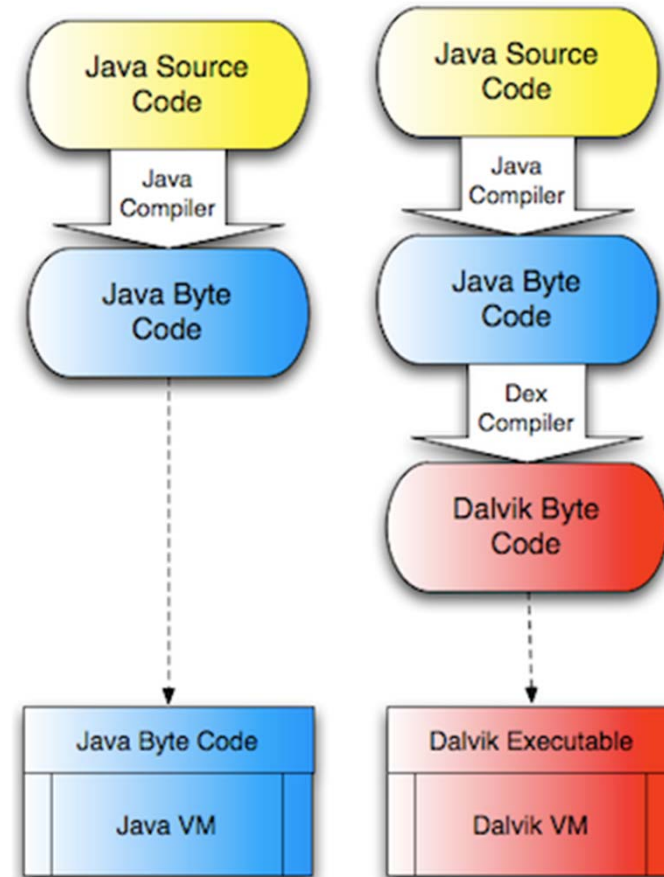 Java Source
Code
Java
Compiler
Java Byte
Code
Java Byte Code
Java VM
Java Source
Code
Java
Compiler
Java Byte
Code
Dex
Compiler
Dalvik Byte
Code
Dalvik Executable
Dalvik VM